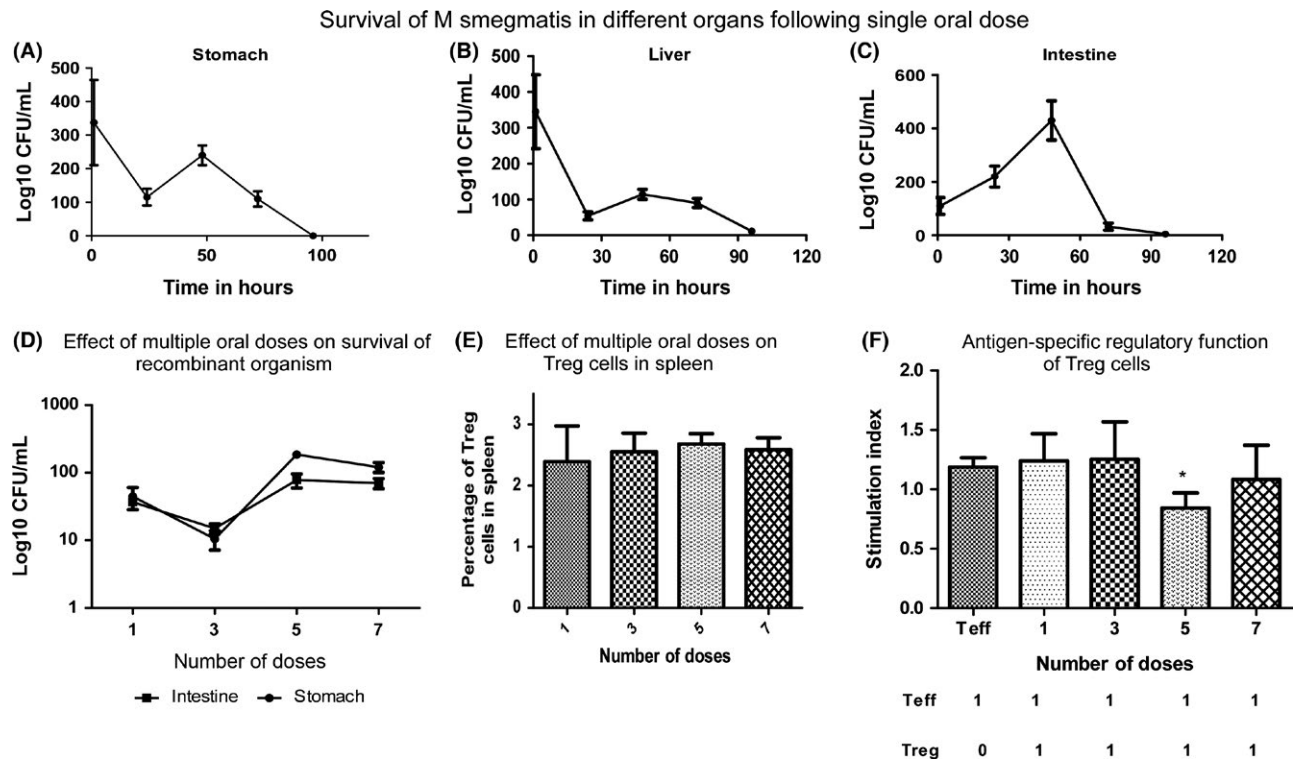 Survival of M smegmatis in different organs following single oral dose
(A)
Stomach
Log10 CFU/mL
500
400
300
200
100
0
0
50
100
Time in hours
(B)
Liver
Log10 CFU/mL
500
400
300
200
100
0
0
30
60
90
120
Time in hours
(C)
Intestine
Log10 CFU/mL
600
400
200
0
0
30
60
90
120
Time in hours
(D)
Effect of multiple oral doses on survival of
recombinant organism
Log10 CFU/mL
1000
100
10
1
1
3
5
7
Number of doses
Intestine
Stomach
(E)
Effect of multiple oral doses on
Treg cells in spleen
Percentage of Treg
cells in spleen
3
2
1
0
1
3
5
7
Number of doses
(F)
Antigen-specific regulatory function
of Treg cells
Stimulation index
2.0
1.5
1.0
0.5
0.0
*
Teff
1
3
5
7
Number of doses
Teff 1 1 1 1 1
Treg 0 1 1 1 1